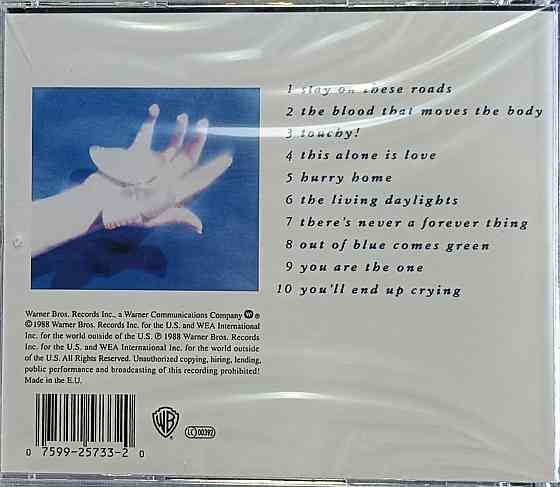 1 stay on these roads
2 the blood that moves the body
3 touchy!
4 this alone is love
5 hurry home
6 the living daylights
7 there's never a forever thing
8 out of blue comes green
9 you are the one
10 you'll end up crying
Warner Bros. Records Inc., a Warner Communications Company W ®
©1988 Warner Bros. Records Inc. for the U.S. and WEA International
Inc. for the world outside of the U.S. ℗ 1988 Warner Bros. Records
Inc. for the U.S. and WEA International Inc. for the world outside
of the U.S. All Rights Reserved. Unauthorized copying, hiring, lending,
public performance and broadcasting of this recording prohibited!
Made in the E.U.
WB
LC 00392
0 7599-25733-2 0